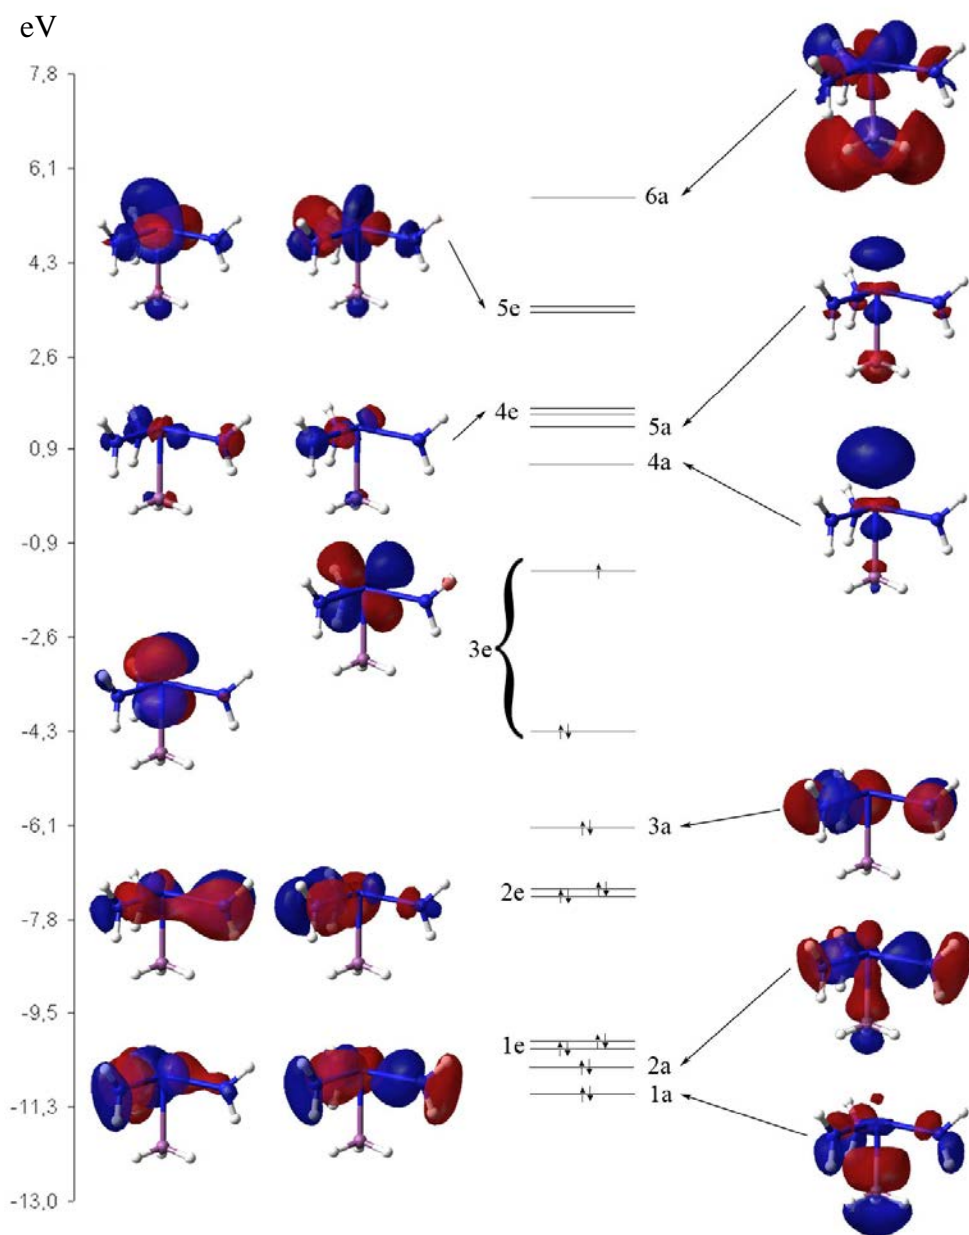 eV
7,8
6,1
6a
4,3
5e
2,6
4e
5a
0,9
4a
-0,9
3e
-2,6
-4,3
-6,1
3a
2e
-7,8
-9,5
1e
2a
1a
-11,3
-13,0